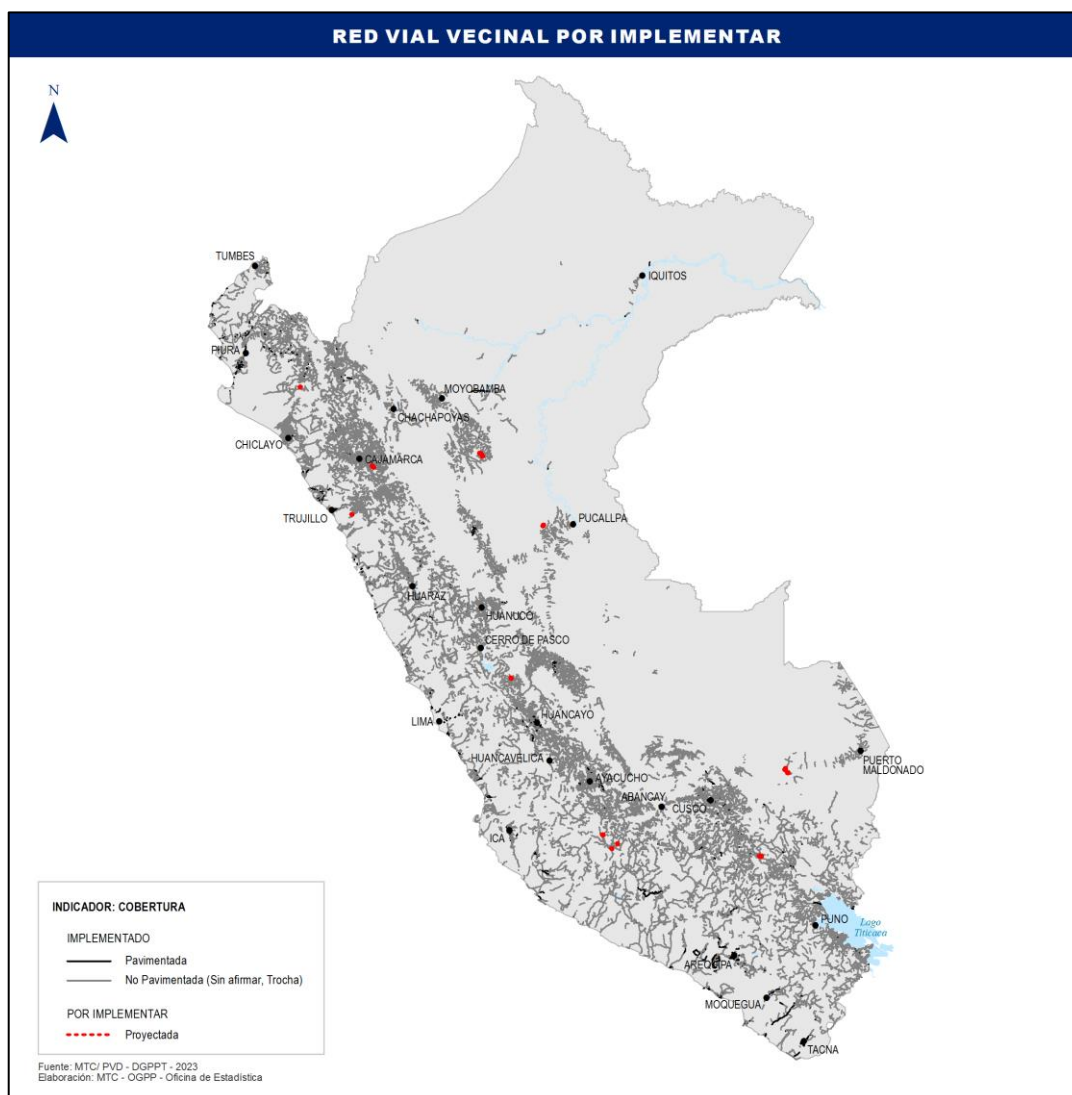 RED VIAL VECINAL POR IMPLEMENTAR
N
TUMBES
IQUITOS
PIURA
MOYOBAMBA
CHACHAPOYAS
CHICLAYO
CAJAMARCA
TRUJILLO
PUCALLPA
HUARAZ
HUANUCO
CERRO DE PASCO
LIMA
HUANCAYO
HUANCAVELICA
PUERTO
MALDONADO
AYACUCHO
ABANCAY
CUSCO
ICA
PUNO
Lago
Titicaca
AREQUIPA
MOQUEGUA
TACNA
INDICADOR: COBERTURA
IMPLEMENTADO
Pavimentada
No Pavimentada (Sin afirmar, Trocha)
POR IMPLEMENTAR
Proyectada
Fuente: MTC/ PVD - DGPPT - 2023
Elaboración: MTC - OGPP - Oficina de Estadística